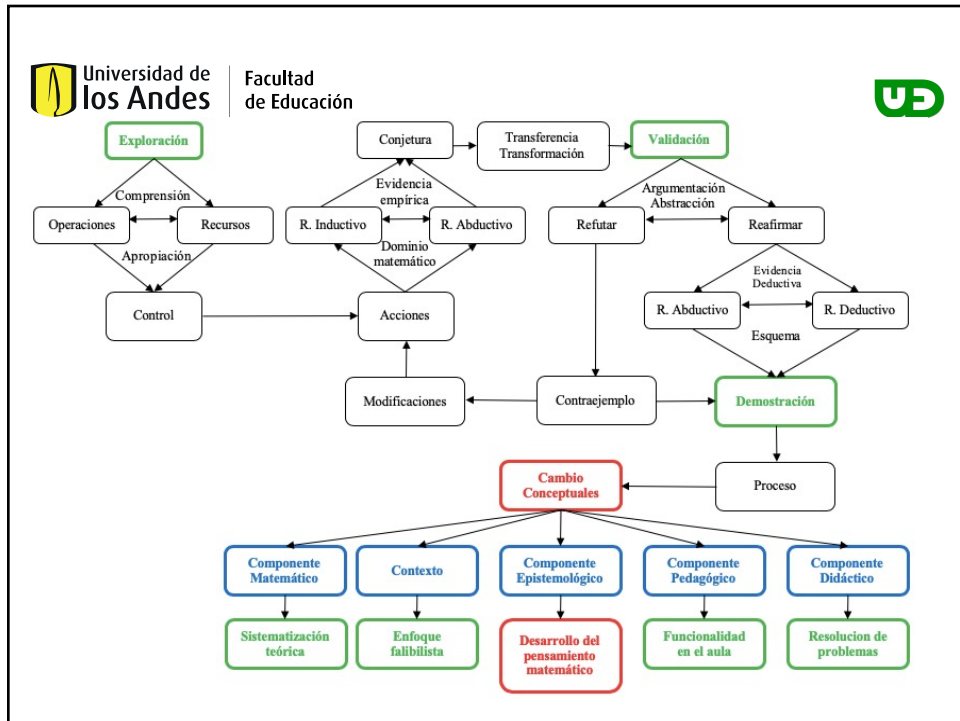 Universidad de
los Andes
Facultad
de Educación
UD
Exploración
Comprensión
Operaciones
Recursos
Apropiación
Control
Conjetura
Evidencia
empírica
R. Inductivo
R. Abductivo
Dominio
matemático
Acciones
Transferencia
Transformación
Validación
Argumentación
Abstracción
Refutar
Reafirmar
Evidencia
Deductiva
R. Abductivo
R. Deductivo
Esquema
Modificaciones
Contraejemplo
Demostración
Cambio
Conceptuales
Proceso
Componente
Matemático
Contexto
Componente
Epistemológico
Componente
Pedagógico
Componente
Didáctico
Sistematización
teórica
Enfoque
falibilista
Desarrollo del
pensamiento
matemático
Funcionalidad
en el aula
Resolucion de
problemas